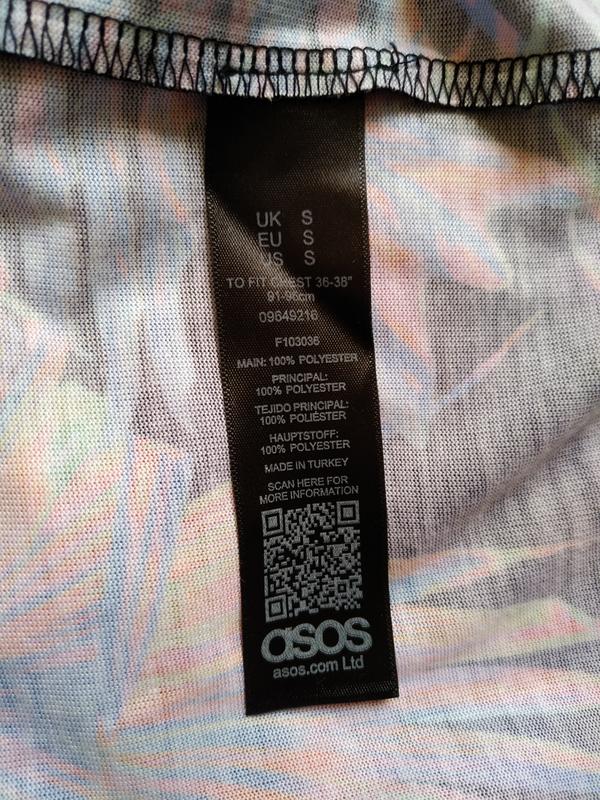 UK S
EU S
US S
TO FIT CHEST 36-38"
91-96cm
09649216
F103036
MAIN: 100% POLYESTER
PRINCIPAL:
100% POLYESTER
TEJIDO PRINCIPAL:
100% POLIÉSTER
HAUPTSTOFF:
100% POLYESTER
MADE IN TURKEY
SCAN HERE FOR
MORE INFORMATION
asos
asos.com Ltd